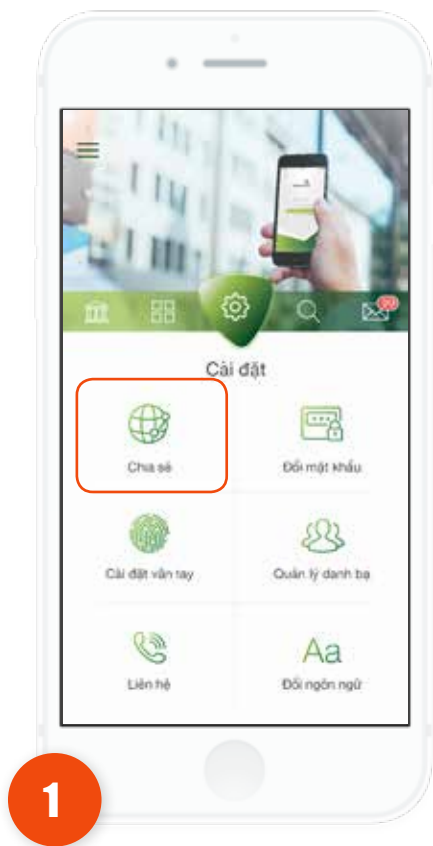 99
Cài đặt
Chia sẻ
Đổi mật khẩu
Cài đặt vân tay
Quản lý danh bạ
Liên hệ
Aa
Đổi ngôn ngữ
1